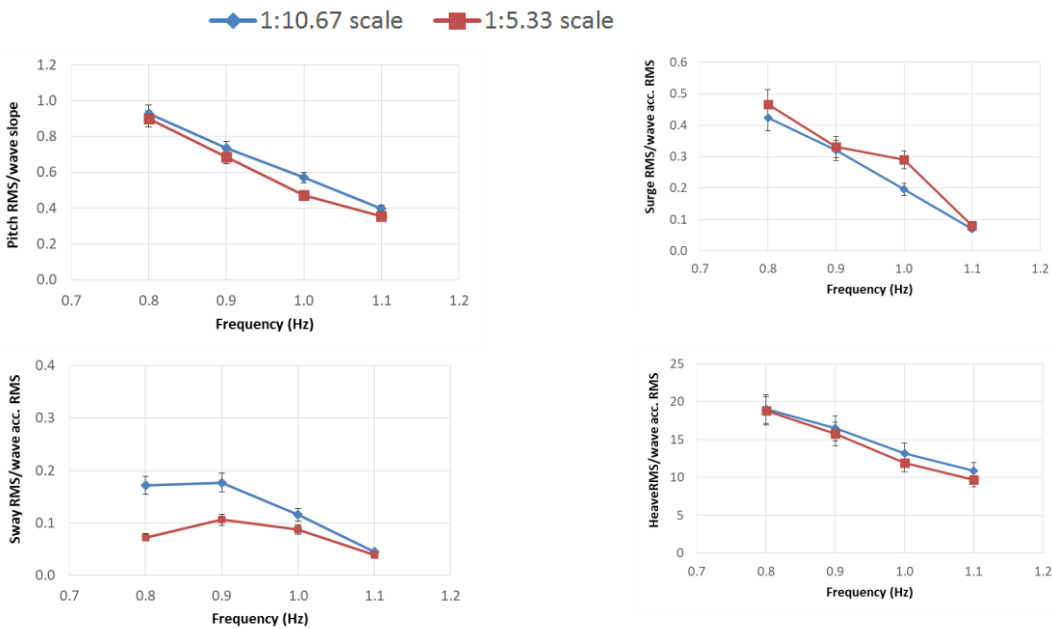 1:10.67 scale 1:5.33 scale
Pitch RMS/wave slope
1.2
1.0
0.8
0.6
0.4
0.2
0.0
0.7 0.8 0.9 1.0 1.1 1.2
Frequency (Hz)
Surge RMS/wave acc. RMS
0.6
0.5
0.4
0.3
0.2
0.1
0.0
0.7 0.8 0.9 1.0 1.1 1.2
Frequency (Hz)
Sway RMS/wave acc. RMS
0.4
0.3
0.2
0.1
0.0
0.7 0.8 0.9 1.0 1.1 1.2
Frequency (Hz)
HeaveRMS/wave acc. RMS
25
20
15
10
5
0
0.7 0.8 0.9 1.0 1.1 1.2
Frequency (Hz)